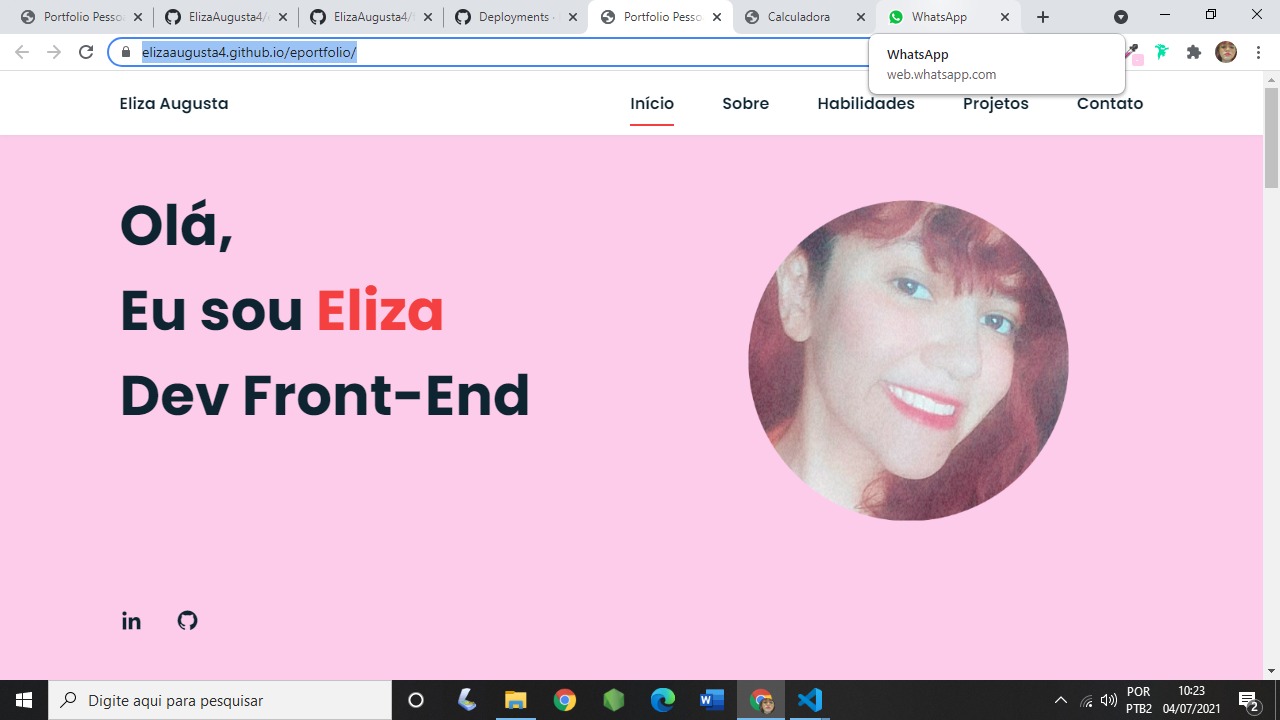 Portfolio Pesso
ElizaAugusta4/
ElizaAugusta4/
Deployments
Portfolio Pesso
Calculadora
WhatsApp
elizaaugusta4.github.io/eportfolio/
WhatsApp
web.whatsapp.com
Eliza Augusta
Início
Sobre
Habilidades
Projetos
Contato
Olá,
Eu sou Eliza
Dev Front-End
in
Digite aqui para pesquisar
POR
PTB2
10:23
04/07/2021
2